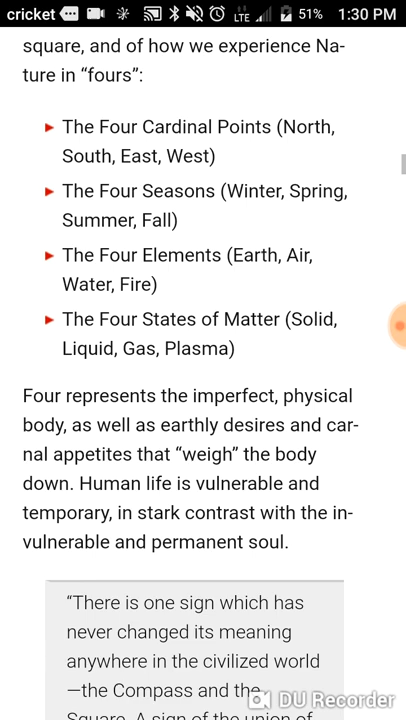 cricket LTE 51% 1:30 PM
square, and of how we experience Na-
ture in “fours”:
The Four Cardinal Points (North,
South, East, West)
The Four Seasons (Winter, Spring,
Summer, Fall)
The Four Elements (Earth, Air,
Water, Fire)
The Four States of Matter (Solid,
Liquid, Gas, Plasma)
Four represents the imperfect, physical
body, as well as earthly desires and car-
nal appetites that “weigh” the body
down. Human life is vulnerable and
temporary, in stark contrast with the in-
vulnerable and permanent soul.
“There is one sign which has
never changed its meaning
anywhere in the civilized world
—the Compass and the
Square. A sign of the union of
DU Recorder